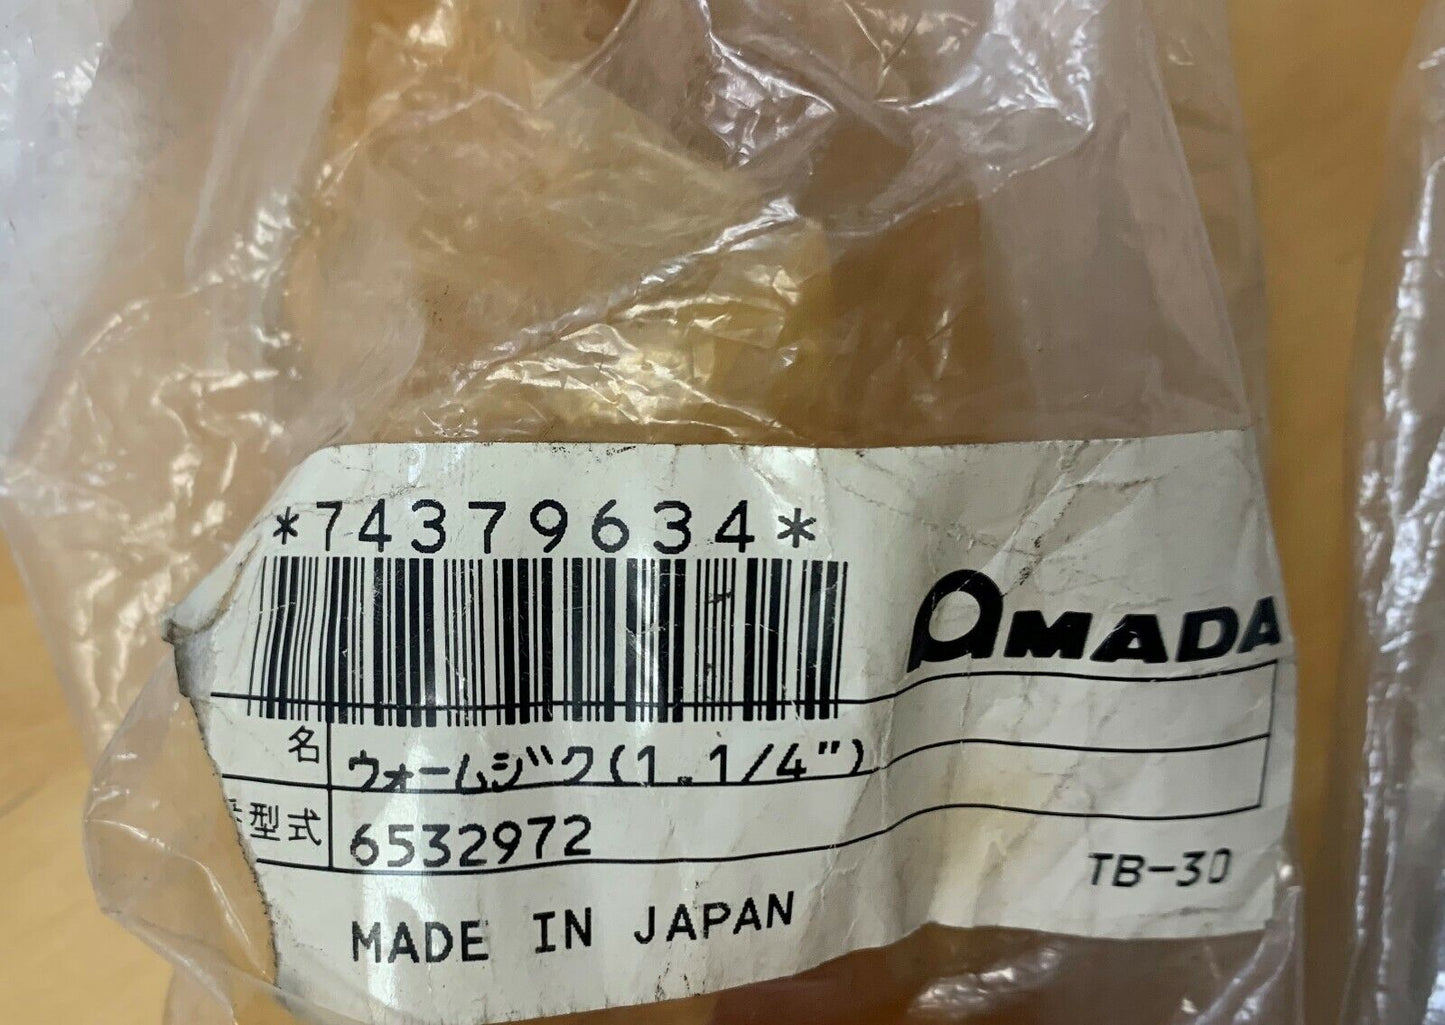 *74379634*
AMADA
名 ウォームジク(1.1/4")
型式 6532972
TB-30
MADE IN JAPAN